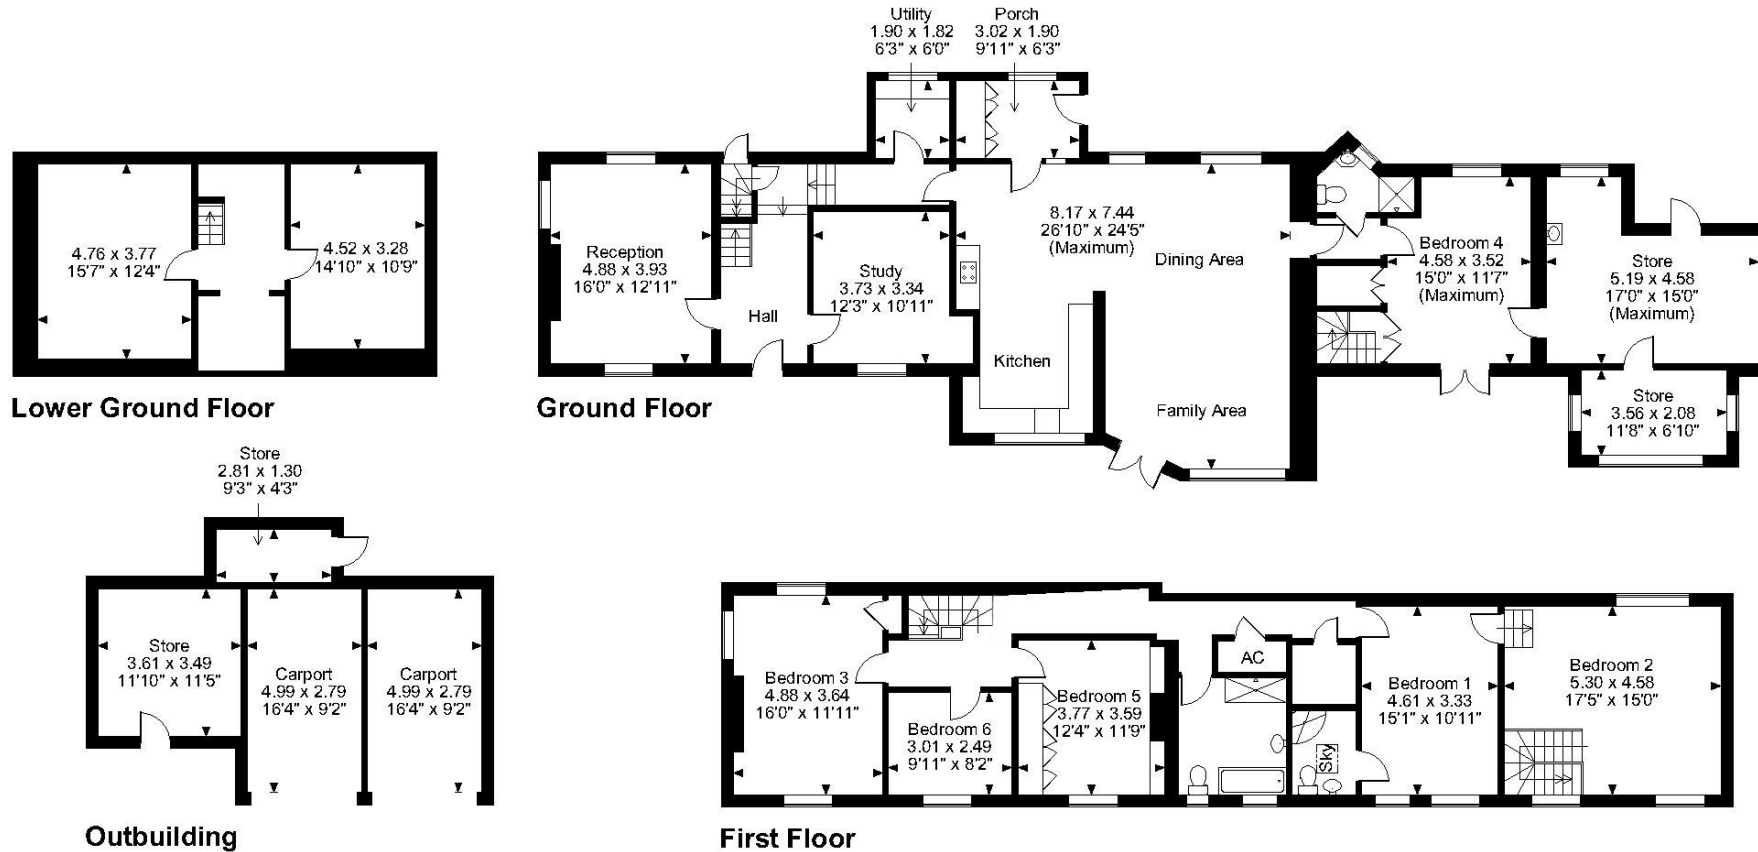 Utility
1.90 x 1.82
6'3" x 6'0"
Porch
3.02 x 1.90
9'11" x 6'3"
4.76 x 3.77
15'7" x 12'4"
4.52 x 3.28
14'10" x 10'9"
Lower Ground Floor
Reception
4.88 x 3.93
16'0" x 12'11"
Hall
Study
3.73 x 3.34
12'3" x 10'11"
8.17 x 7.44
26'10" x 24'5"
(Maximum)
Dining Area
Kitchen
Family Area
Bedroom 4
4.58 x 3.52
15'0" x 11'7"
(Maximum)
Store
5.19 x 4.58
17'0" x 15'0"
(Maximum)
Store
3.56 x 2.08
11'8" x 6'10"
Ground Floor
Store
2.81 x 1.30
9'3" x 4'3"
Store
3.61 x 3.49
11'10" x 11'5"
Carport
4.99 x 2.79
16'4" x 9'2"
Carport
4.99 x 2.79
16'4" x 9'2"
Outbuilding
Bedroom 3
4.88 x 3.64
16'0" x 11'11"
Bedroom 6
3.01 x 2.49
9'11" x 8'2"
Bedroom 5
3.77 x 3.59
12'4" x 11'9"
AC
Sky
Bedroom 1
4.61 x 3.33
15'1" x 10'11"
Bedroom 2
5.30 x 4.58
17'5" x 15'0"
First Floor